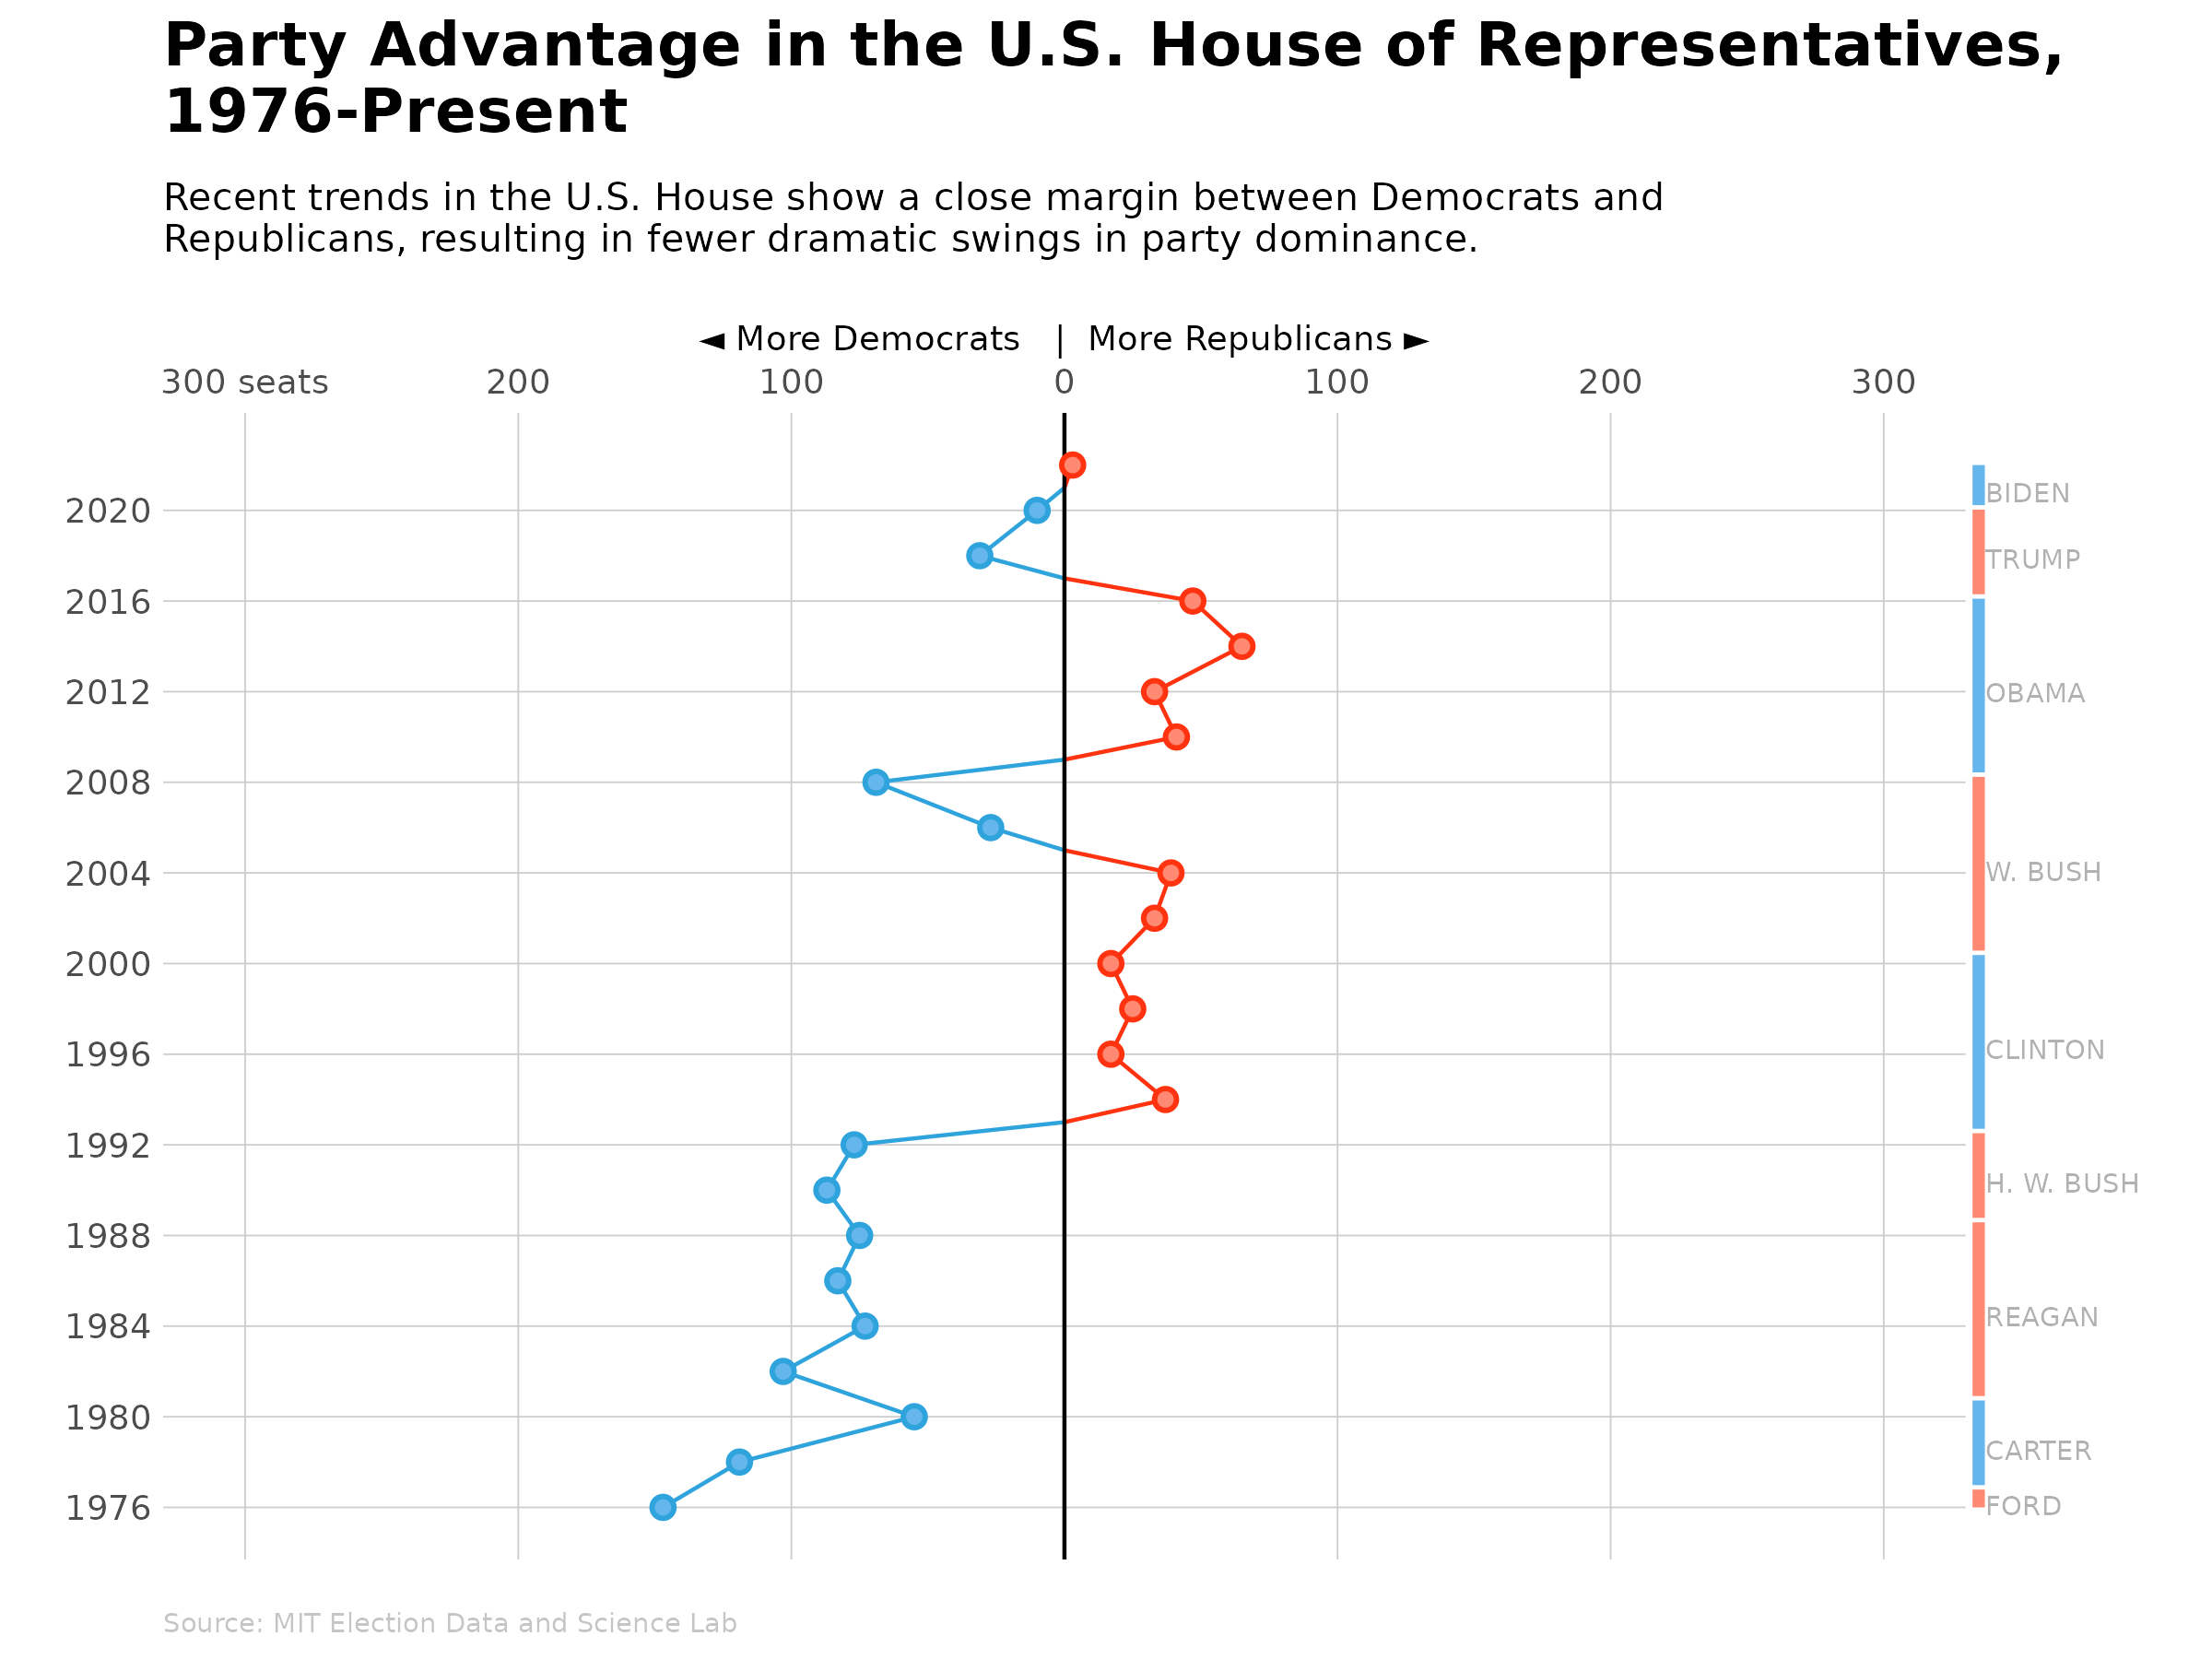 Party Advantage in the U.S. House of Representatives,
1976-Present
Recent trends in the U.S. House show a close margin between Democrats and
Republicans, resulting in fewer dramatic swings in party dominance.
◄ More Democrats | More Republicans ►
300 seats 200 100 0 100 200 300
BIDEN
2020
TRUMP
2016
2012 OBAMA
2008
2004 W. BUSH
2000
1996 CLINTON
1992
H. W. BUSH
1988
1984 REAGAN
1980
CARTER
1976 FORD
Source: MIT Election Data and Science Lab